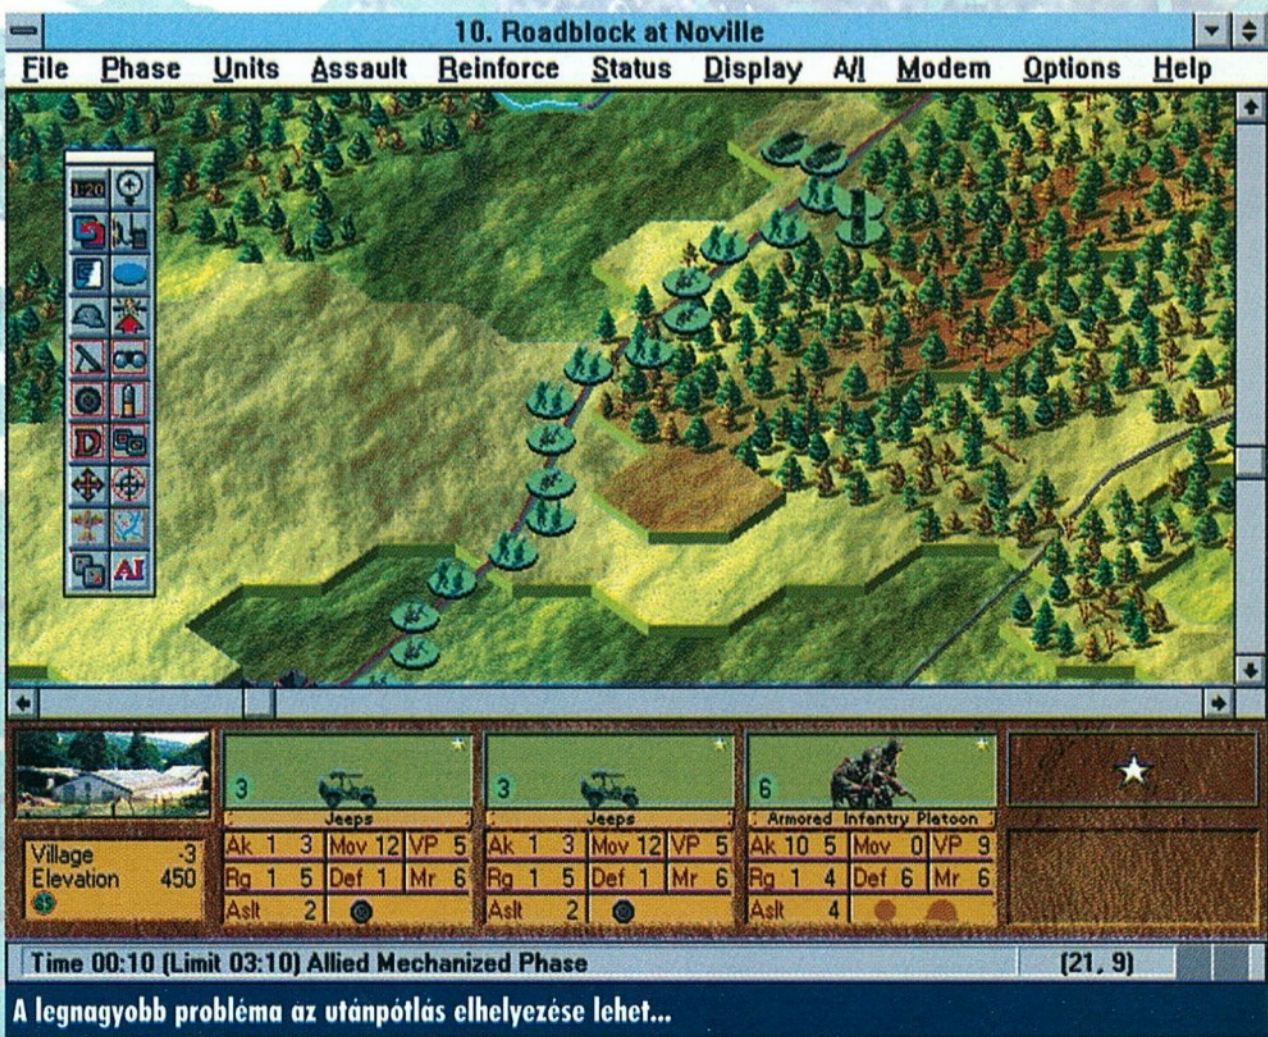 10. Roadblock at Noville
File Phase Units Assault Reinforce Status Display A/I Modem Options Help
1:20
D
AI
Village -3
Elevation 450
3
Jeeps
Ak 1 3 Mov 12 VP 5
Rg 1 5 Def 1 Mr 6
Aslt 2
3
Jeeps
Ak 1 3 Mov 12 VP 5
Rg 1 5 Def 1 Mr 6
Aslt 2
6
Armored Infantry Platoon
Ak 10 5 Mov 0 VP 9
Rg 1 4 Def 6 Mr 6
Aslt 4
Time 00:10 (Limit 03:10) Allied Mechanized Phase (21, 9)
A legnagyobb probléma az utánpótlás elhelyezése lehet...